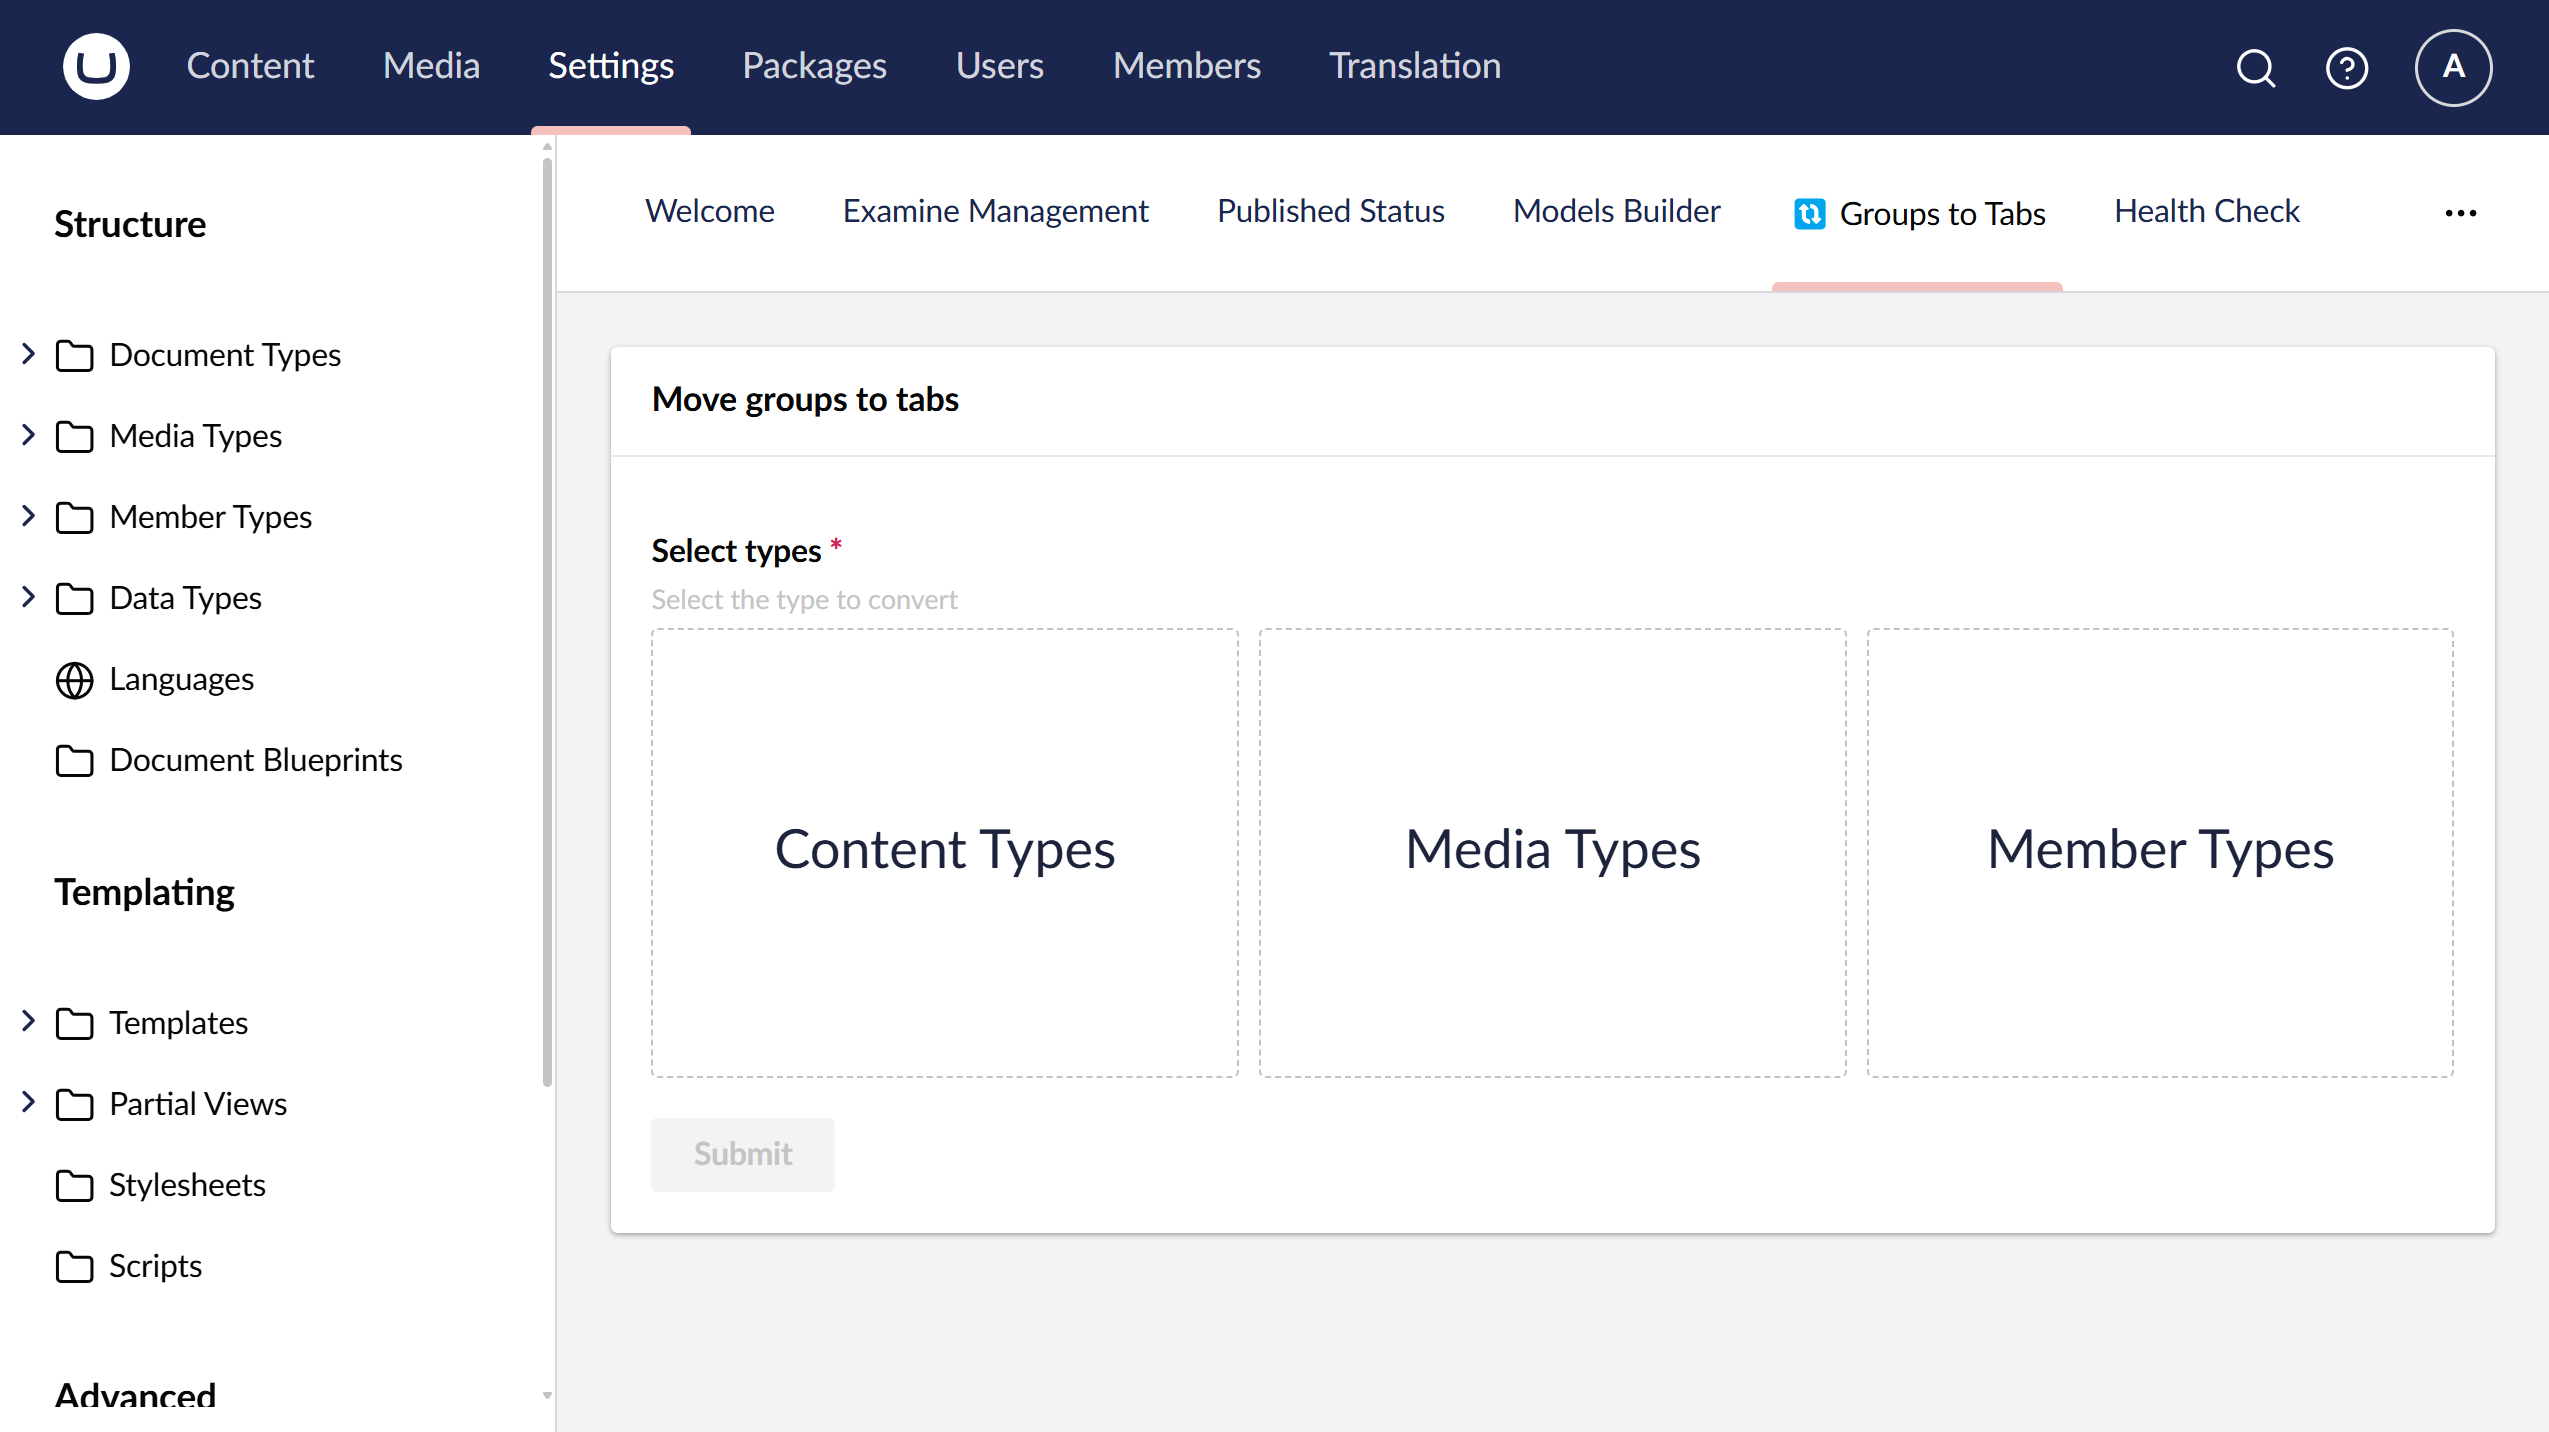 Content Media Settings Packages Users Members Translation A
Structure
Document Types
Media Types
Member Types
Data Types
Languages
Document Blueprints
Templating
Templates
Partial Views
Stylesheets
Scripts
Advanced
Welcome Examine Management Published Status Models Builder Groups to Tabs Health Check
Move groups to tabs
Select types *
Select the type to convert
Content Types Media Types Member Types
Submit